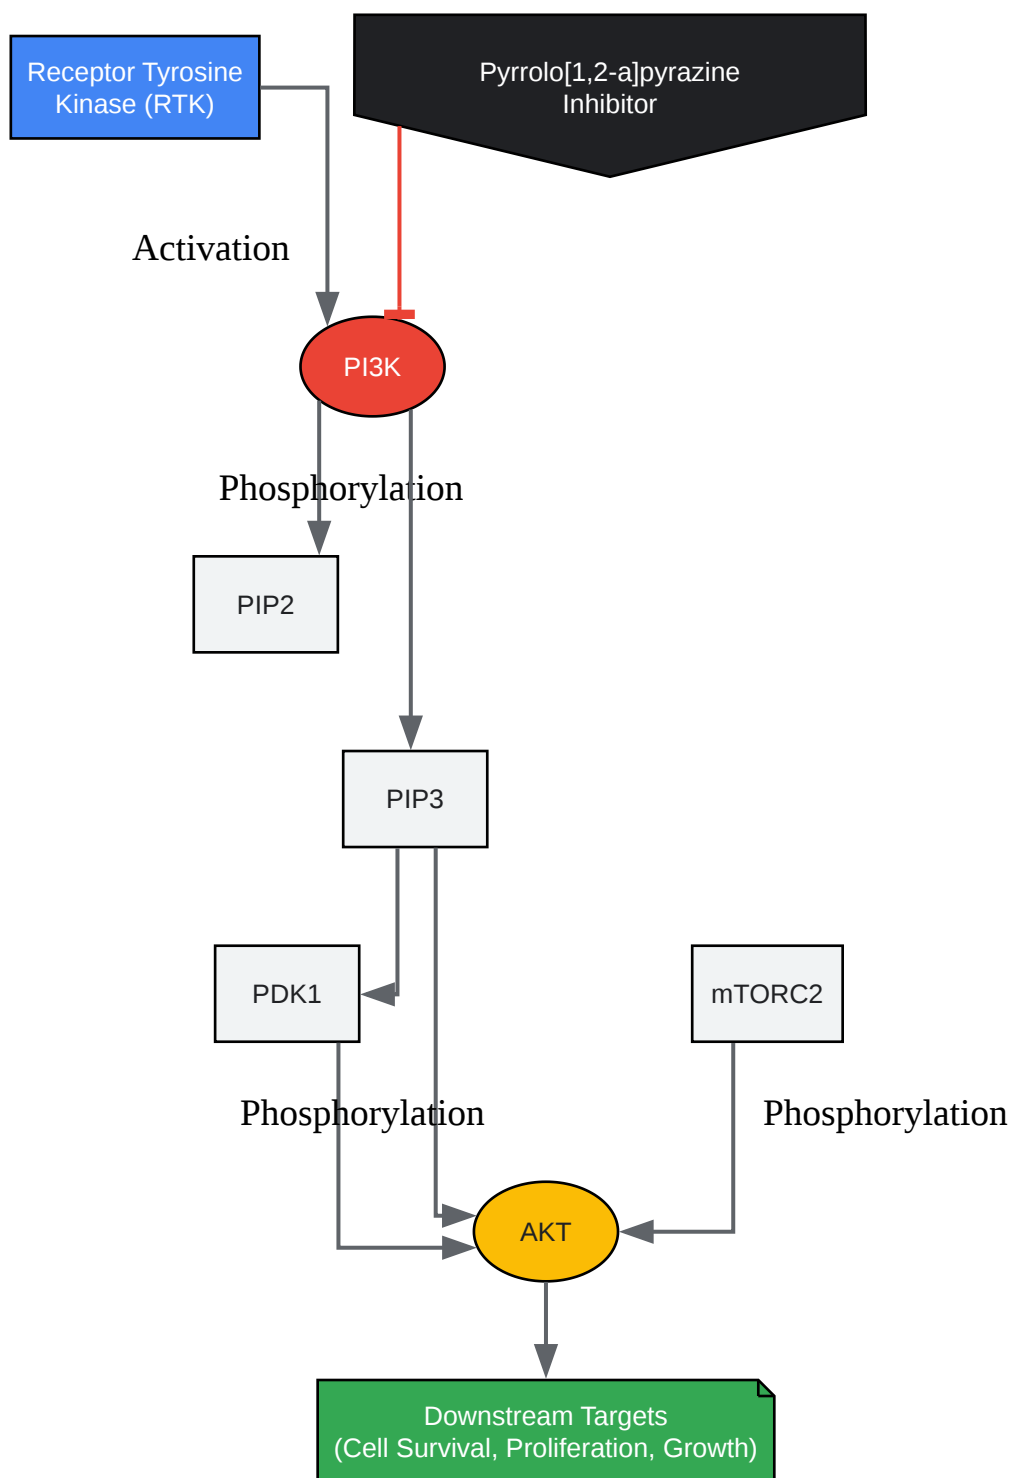 Receptor Tyrosine
Kinase (RTK)
Pyrrolo[1,2-a]pyrazine
Inhibitor
Activation
PI3K
Phosphorylation
PIP2
PIP3
PDK1
mTORC2
Phosphorylation
Phosphorylation
AKT
Downstream Targets
(Cell Survival, Proliferation, Growth)